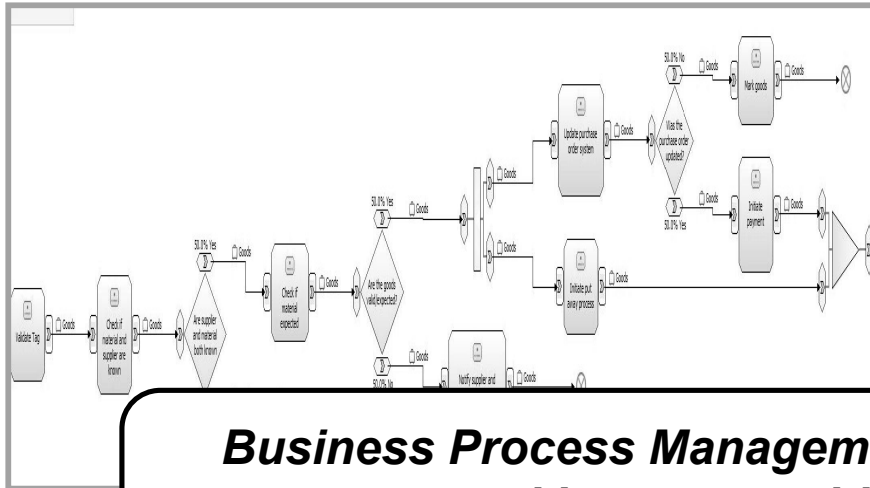 50.0% No
Goods
Goods
Mark goods
Update purchase
order system
Goods
Was the
purchase order
updated?
Goods
50.0% Yes
Goods
Initiate
payment
Goods
50.0% Yes
Goods
Goods
Initiate put
away process
Goods
50.0% Yes
Goods
Check if
material
expected
Goods
Are the goods
valid/expected?
50.0% No
Goods
Notify supplier and
Goods
Validate Tag
Goods
Check if
material and
supplier are
known
Goods
Are supplier
and material
both known
Business Process Managem